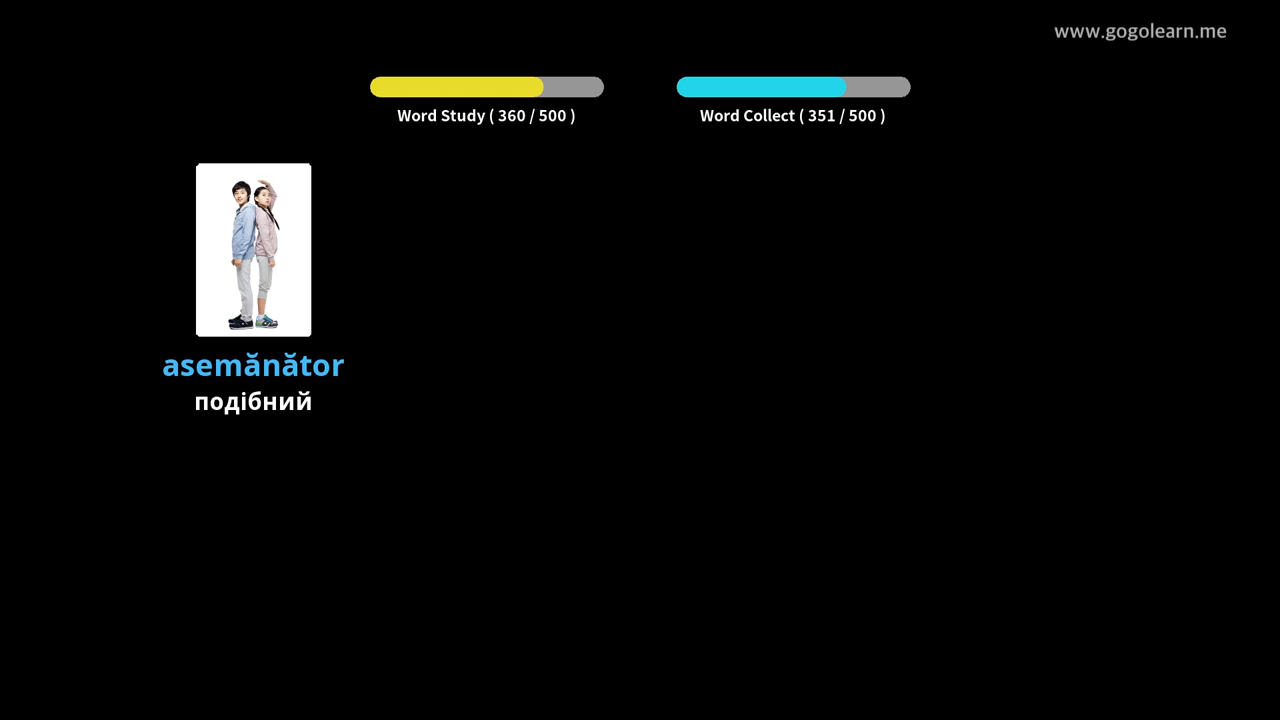 www.gogolearn.me
Word Study ( 360 / 500 )
Word Collect ( 351 / 500 )
asemănător
подібний